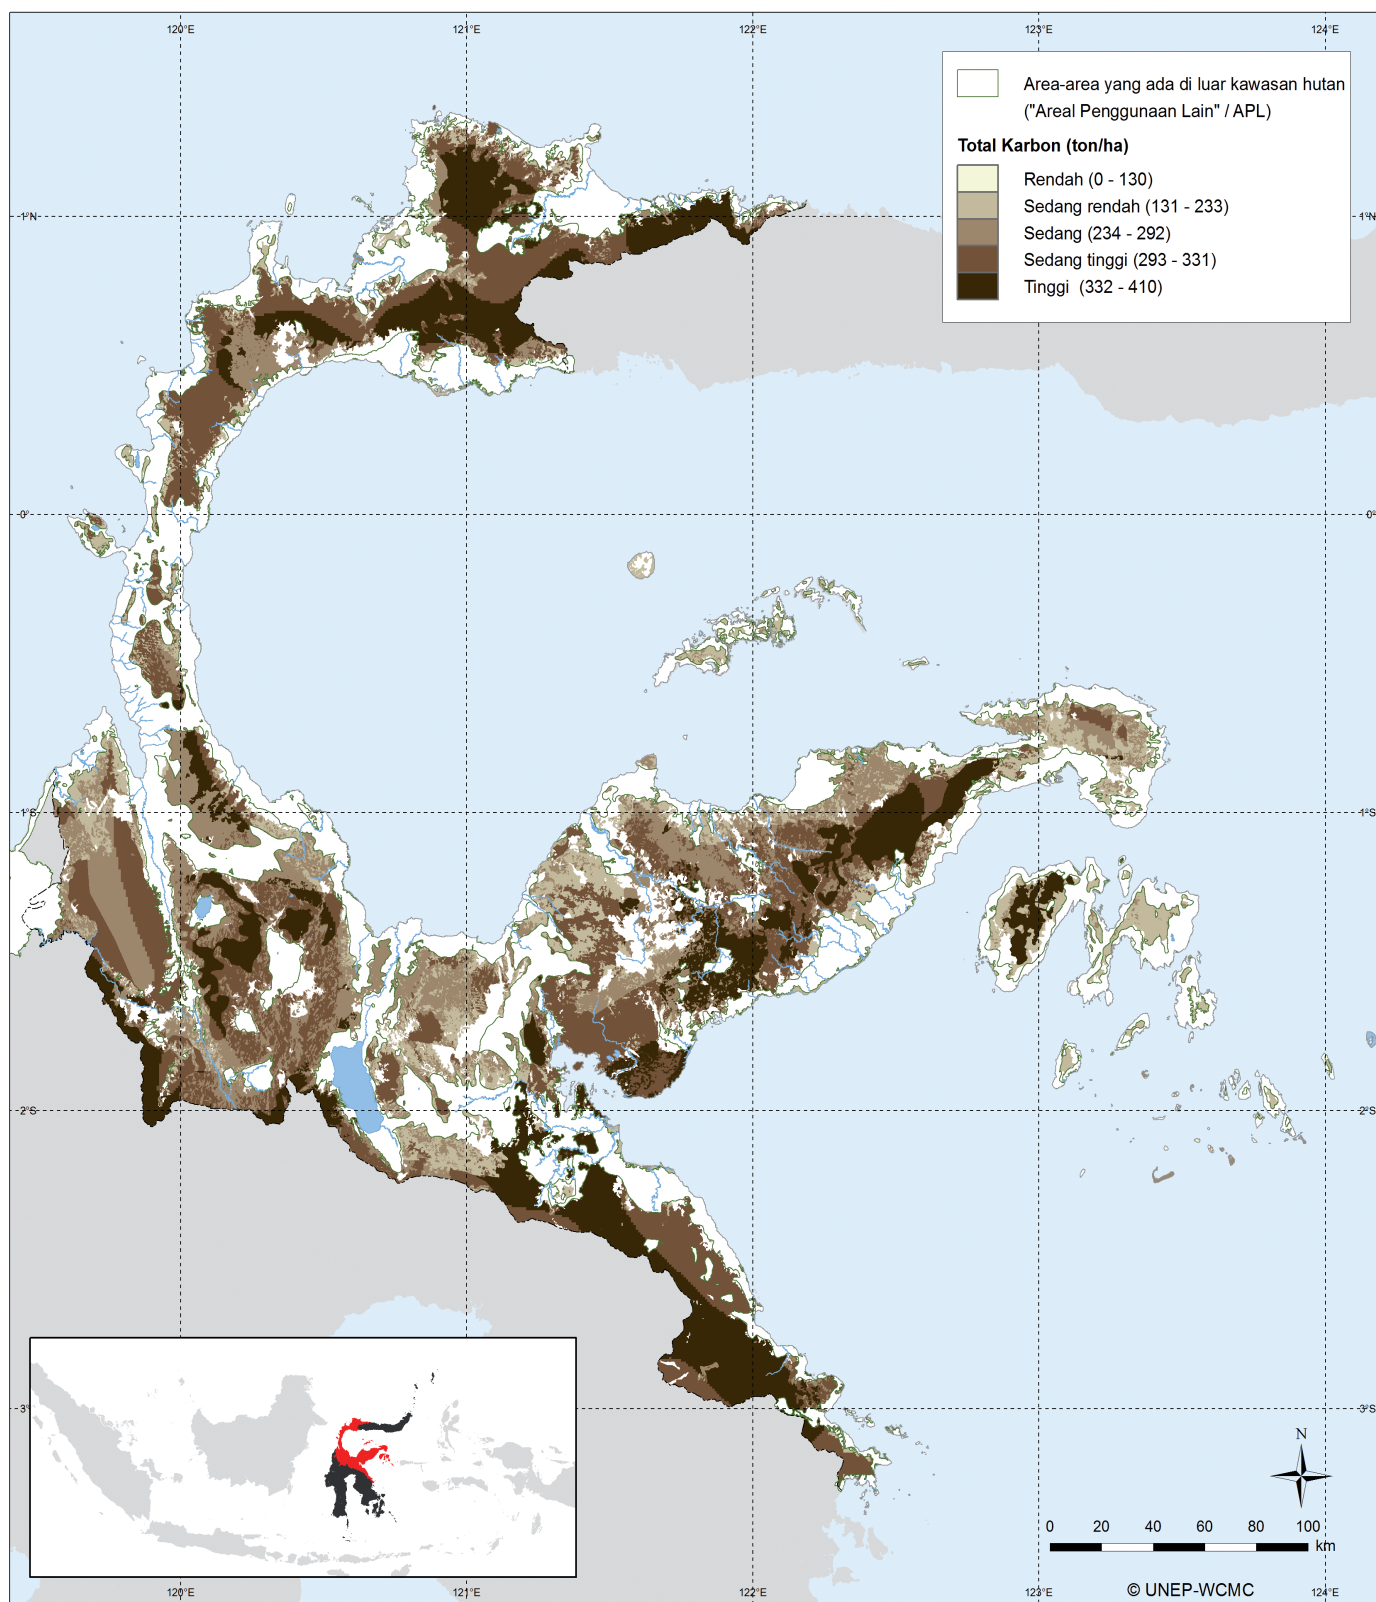 120°E 121°E 122°E 123°E 124°E
Area-area yang ada di luar kawasan hutan
("Areal Penggunaan Lain" / APL)
Total Karbon (ton/ha)
Rendah (0 - 130)
Sedang rendah (131 - 233)
Sedang (234 - 292)
Sedang tinggi (293 - 331)
Tinggi (332 - 410)
1°N 1°N
0° 0°
1°S 1°S
2°S 2°S
3°S 3°S
N
0 20 40 60 80 100
km
© UNEP-WCMC
120°E 121°E 122°E 123°E 124°E